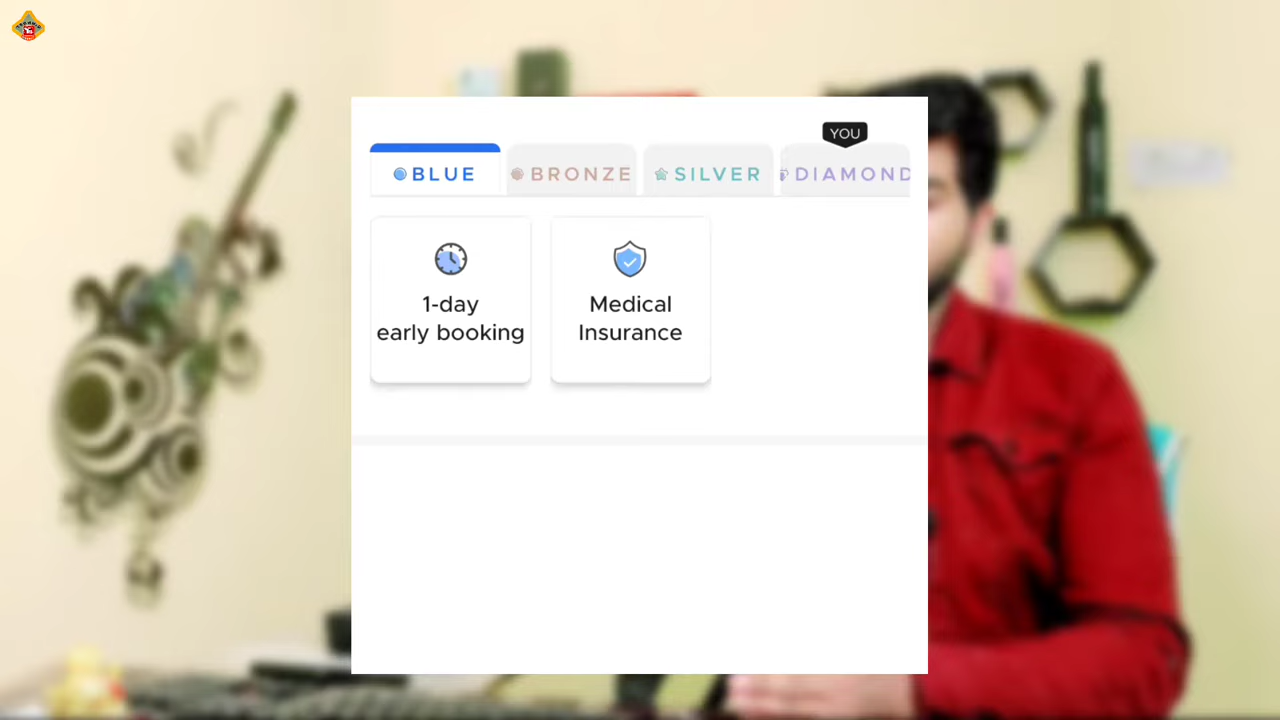 YOU
BLUE BRONZE SILVER DIAMOND
1-day
early booking
Medical
Insurance